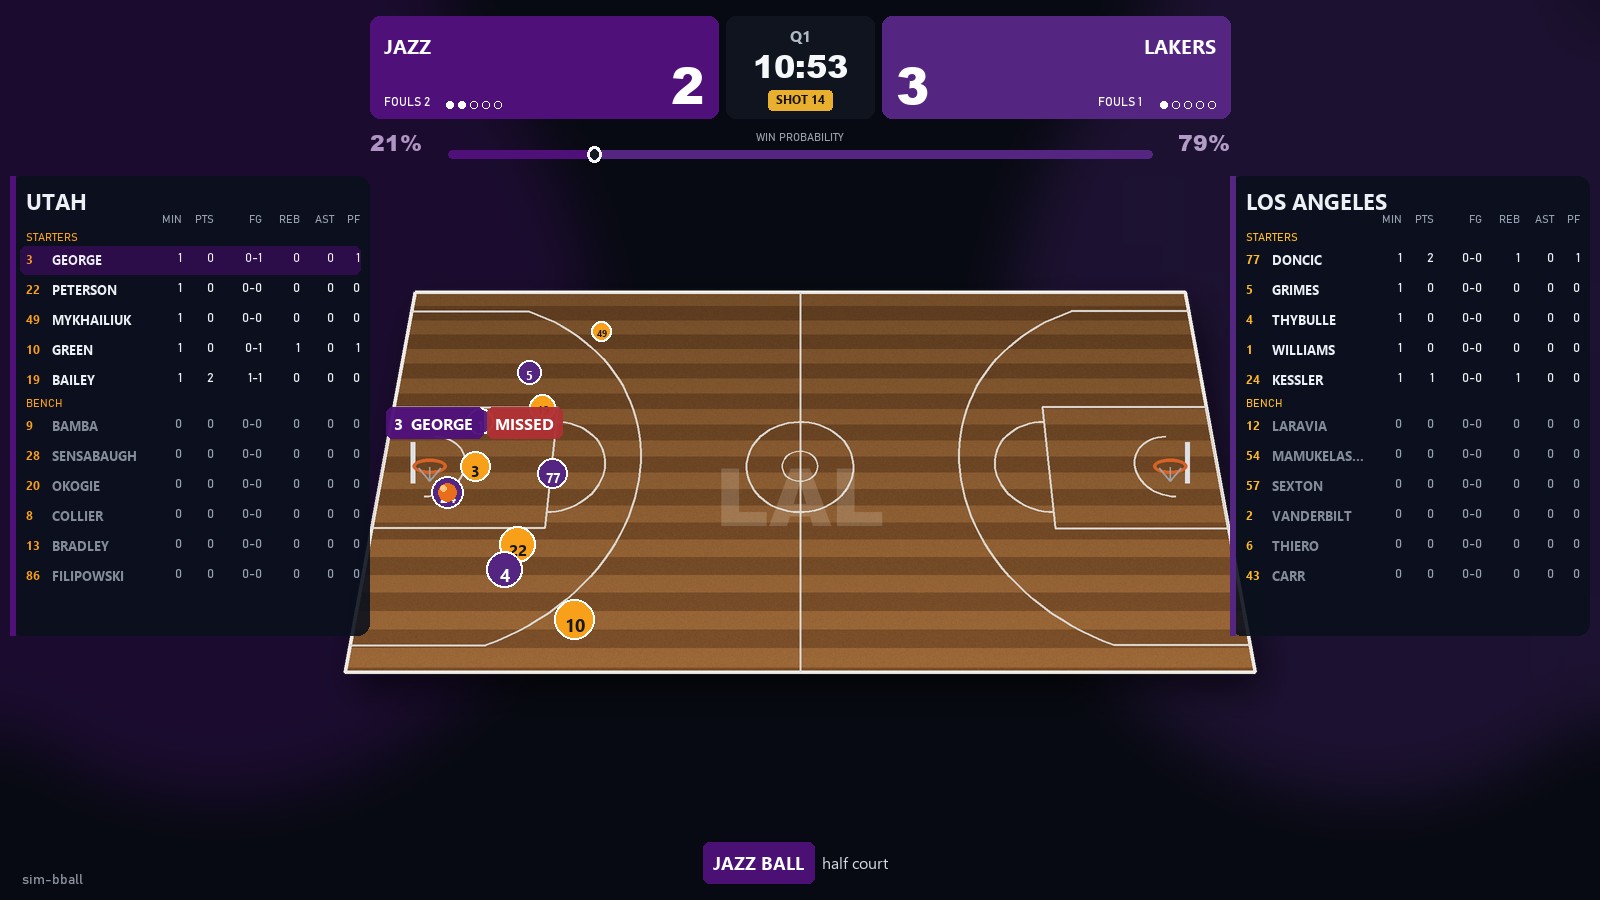 JAZZ
2
FOULS 2
Q1
10:53
SHOT 14
LAKERS
3
FOULS 1
21%
WIN PROBABILITY
79%
UTAH
MIN PTS FG REB AST PF
STARTERS
3 GEORGE 1 0 0-1 0 0 1
22 PETERSON 1 0 0-0 0 0 0
49 MYKHAILIUK 1 0 0-0 0 0 0
10 GREEN 1 0 0-1 1 0 1
19 BAILEY 1 2 1-1 0 0 0
BENCH
9 BAMBA 0 0 0-0 0 0 0
28 SENSABAUGH 0 0 0-0 0 0 0
20 OKOGIE 0 0 0-0 0 0 0
8 COLLIER 0 0 0-0 0 0 0
13 BRADLEY 0 0 0-0 0 0 0
86 FILIPOWSKI 0 0 0-0 0 0 0
LOS ANGELES
MIN PTS FG REB AST PF
STARTERS
77 DONCIC 1 2 0-0 1 0 1
5 GRIMES 1 0 0-0 0 0 0
4 THYBULLE 1 0 0-0 0 0 0
1 WILLIAMS 1 0 0-0 0 0 0
24 KESSLER 1 1 0-0 1 0 0
BENCH
12 LARAVIA 0 0 0-0 0 0 0
54 MAMUKELAS... 0 0 0-0 0 0 0
57 SEXTON 0 0 0-0 0 0 0
2 VANDERBILT 0 0 0-0 0 0 0
6 THIERO 0 0 0-0 0 0 0
43 CARR 0 0 0-0 0 0 0
49
5
3 GEORGE MISSED
3
77
22
4
10
LAL
JAZZ BALL half court
sim-bball